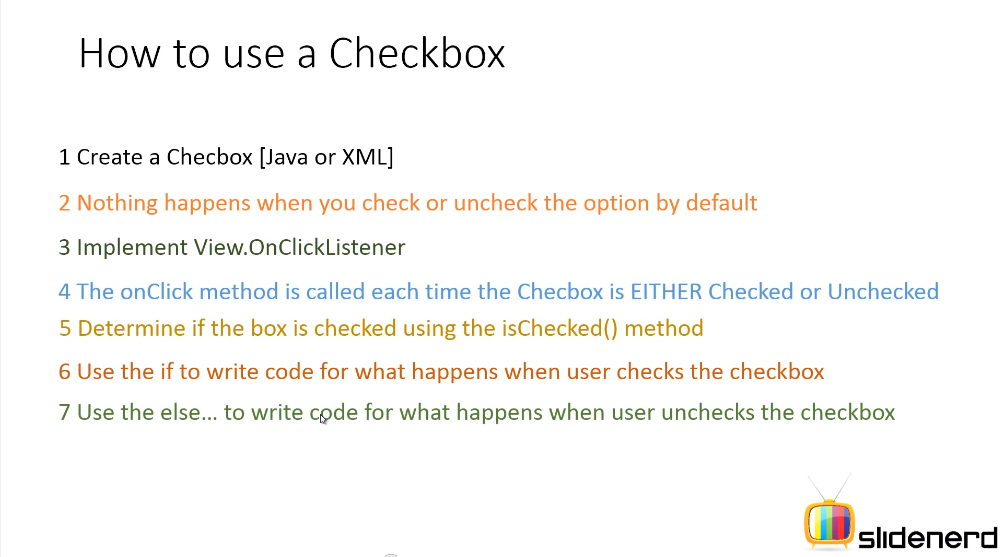 How to use a Checkbox
1 Create a Checbox [Java or XML]
2 Nothing happens when you check or uncheck the option by default
3 Implement View.OnClickListener
4 The onClick method is called each time the Checbox is EITHER Checked or Unchecked
5 Determine if the box is checked using the isChecked() method
6 Use the if to write code for what happens when user checks the checkbox
7 Use the else... to write code for what happens when user unchecks the checkbox
slidenerd